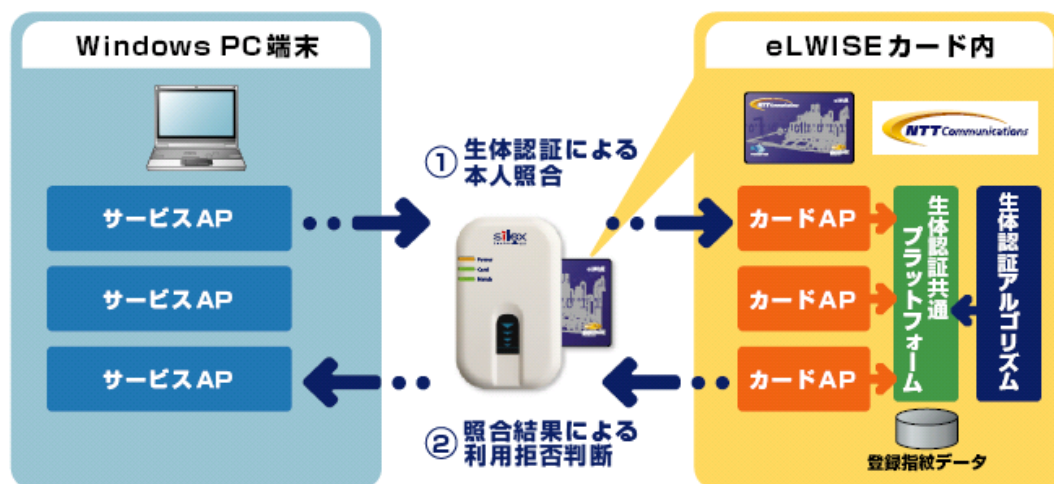 Windows PC端末
eLWISEカード内
NTT Communications
① 生体認証による
本人照合
サービスAP
サービスAP
サービスAP
silex
Power
Card
② 照合結果による
利用拒否判断
カードAP
カードAP
カードAP
生体認証共通
プラットフォーム
生体認証アルゴリズム
登録指紋データ